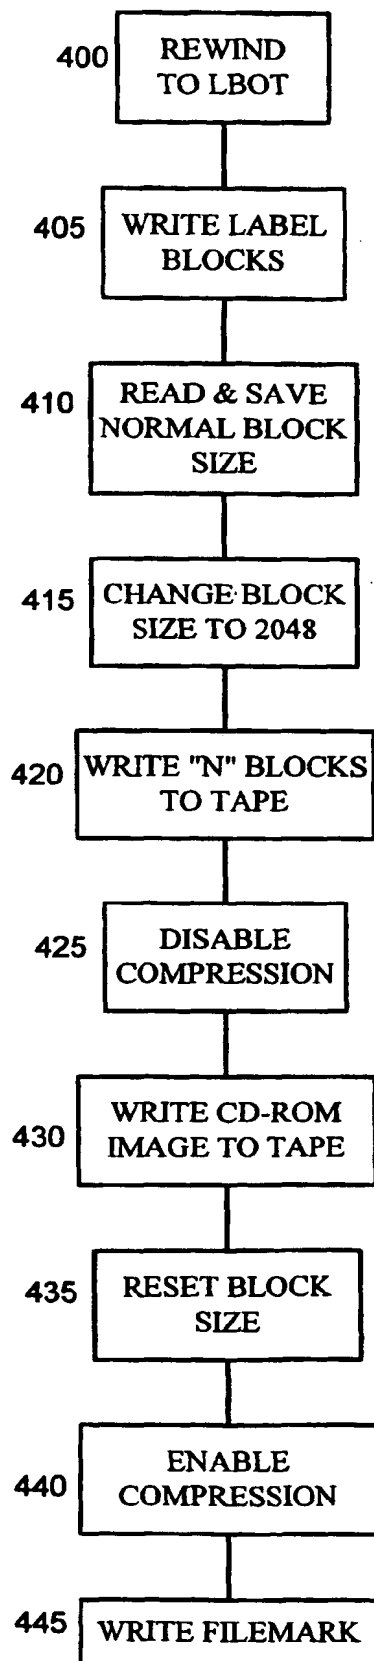 400
REWIND
TO LBOT
405
WRITE LABEL
BLOCKS
410
READ & SAVE
NORMAL BLOCK
SIZE
415
CHANGE BLOCK
SIZE TO 2048
420
WRITE "N" BLOCKS
TO TAPE
425
DISABLE
COMPRESSION
430
WRITE CD-ROM
IMAGE TO TAPE
435
RESET BLOCK
SIZE
440
ENABLE
COMPRESSION
445
WRITE FILEMARK